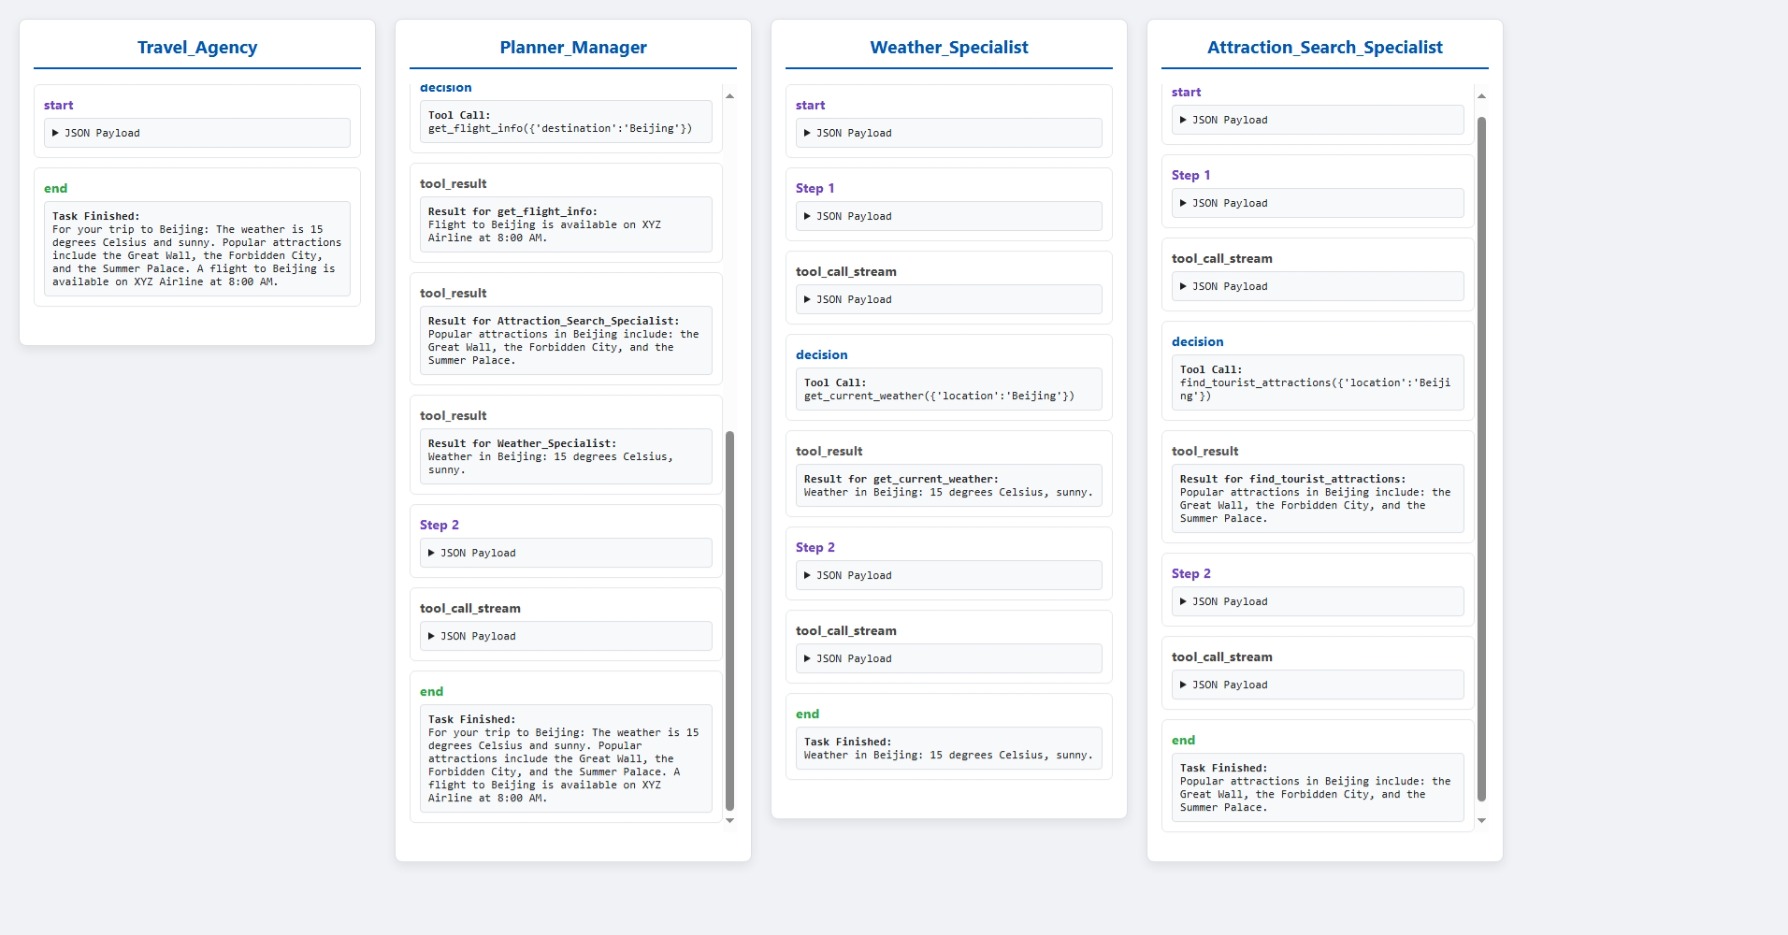 Travel_Agency
start
▶ JSON Payload
end
Task Finished:
For your trip to Beijing: The weather is 15
degrees Celsius and sunny. Popular attractions
include the Great Wall, the Forbidden City,
and the Summer Palace. A flight to Beijing is
available on XYZ Airline at 8:00 AM.
Planner_Manager
decision
Tool Call:
get_flight_info({'destination':'Beijing'})
tool_result
Result for get_flight_info:
Flight to Beijing is available on XYZ
Airline at 8:00 AM.
tool_result
Result for Attraction_Search_Specialist:
Popular attractions in Beijing include: the
Great Wall, the Forbidden City, and the
Summer Palace.
tool_result
Result for Weather_Specialist:
Weather in Beijing: 15 degrees Celsius,
sunny.
Step 2
▶ JSON Payload
tool_call_stream
▶ JSON Payload
end
Task Finished:
For your trip to Beijing: The weather is 15
degrees Celsius and sunny. Popular
attractions include the Great Wall, the
Forbidden City, and the Summer Palace. A
flight to Beijing is available on XYZ
Airline at 8:00 AM.
Weather_Specialist
start
▶ JSON Payload
Step 1
▶ JSON Payload
tool_call_stream
▶ JSON Payload
decision
Tool Call:
get_current_weather({'location':'Beijing'})
tool_result
Result for get_current_weather:
Weather in Beijing: 15 degrees Celsius, sunny.
Step 2
▶ JSON Payload
tool_call_stream
▶ JSON Payload
end
Task Finished:
Weather in Beijing: 15 degrees Celsius, sunny.
Attraction_Search_Specialist
start
▶ JSON Payload
Step 1
▶ JSON Payload
tool_call_stream
▶ JSON Payload
decision
Tool Call:
find_tourist_attractions({'location':'Beiji
ng'})
tool_result
Result for find_tourist_attractions:
Popular attractions in Beijing include: the
Great Wall, the Forbidden City, and the
Summer Palace.
Step 2
▶ JSON Payload
tool_call_stream
▶ JSON Payload
end
Task Finished:
Popular attractions in Beijing include: the
Great Wall, the Forbidden City, and the
Summer Palace.